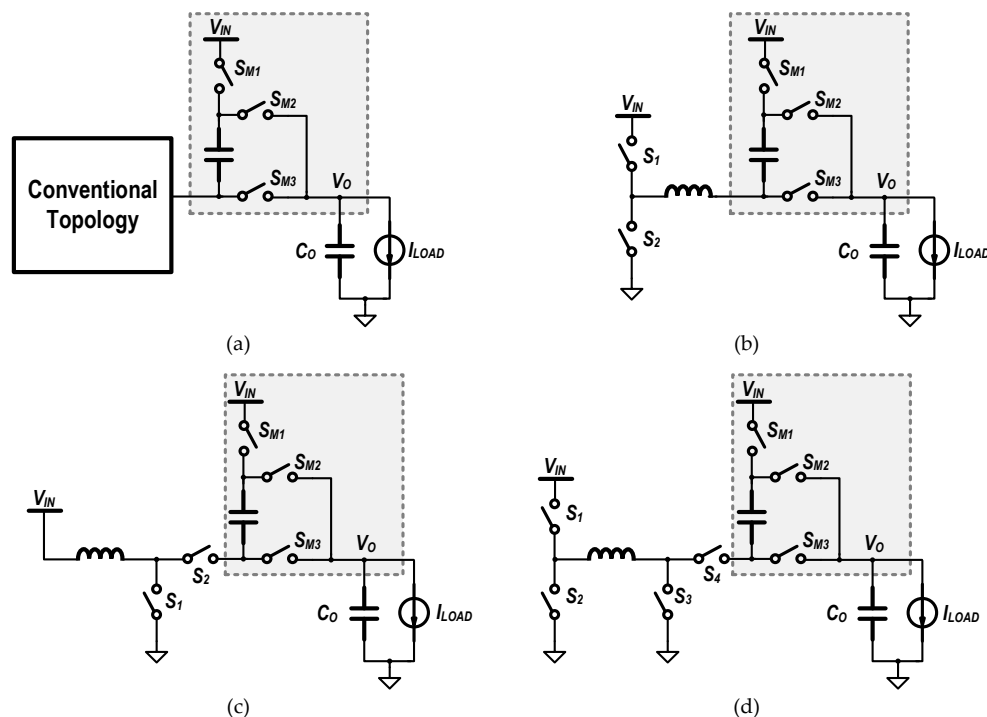 V_IN
S_M1
S_M2
S_M3
V_O
Conventional
Topology
C_O
I_LOAD
(a)
V_IN
S_M1
S_M2
V_IN
S_1
S_M3
V_O
S_2
C_O
I_LOAD
(b)
V_IN
S_M1
S_M2
V_IN
S_M3
V_O
S_2
S_1
C_O
I_LOAD
(c)
V_IN
S_M1
S_M2
V_IN
S_1
S_M3
V_O
S_4
S_2
S_3
C_O
I_LOAD
(d)